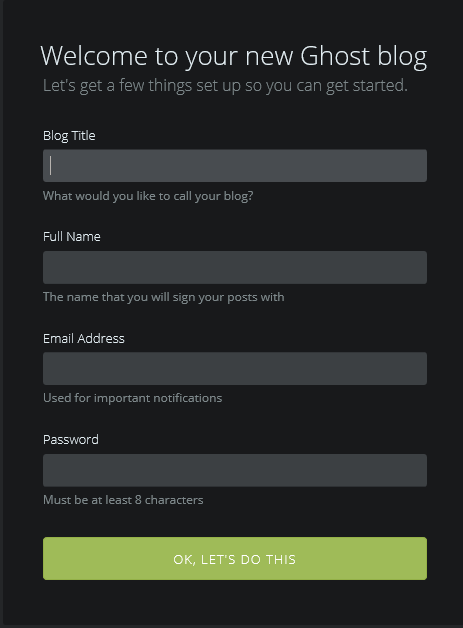 Welcome to your new Ghost blog
Let's get a few things set up so you can get started.
Blog Title
What would you like to call your blog?
Full Name
The name that you will sign your posts with
Email Address
Used for important notifications
Password
Must be at least 8 characters
OK, LET'S DO THIS